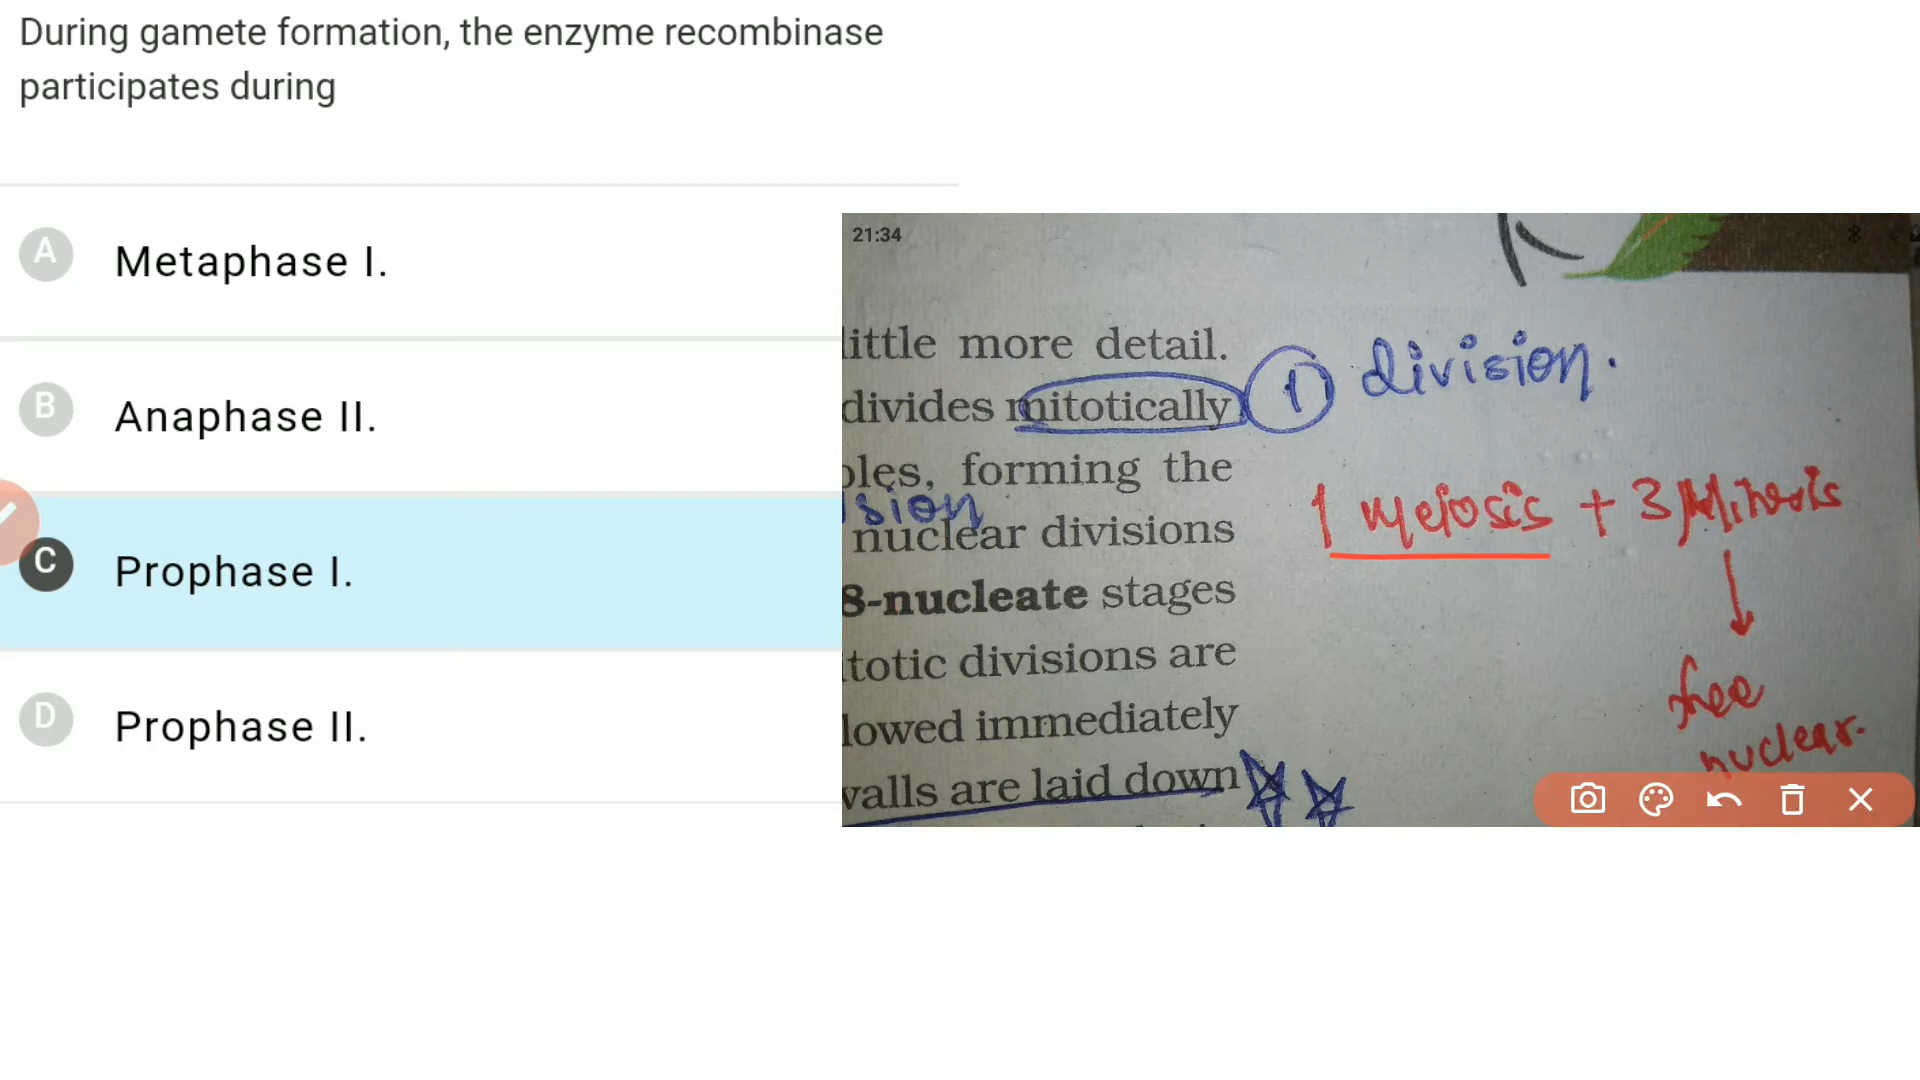 During gamete formation, the enzyme recombinase
participates during
A Metaphase I.
B Anaphase II.
C Prophase I.
D Prophase II.
21:34
little more detail.
divides mitotically 1 division.
oles, forming the
sion
nuclear divisions
1 meiosis + 3 Mitosis
8-nucleate stages
totic divisions are
free
nuclear.
lowed immediately
valls are laid down